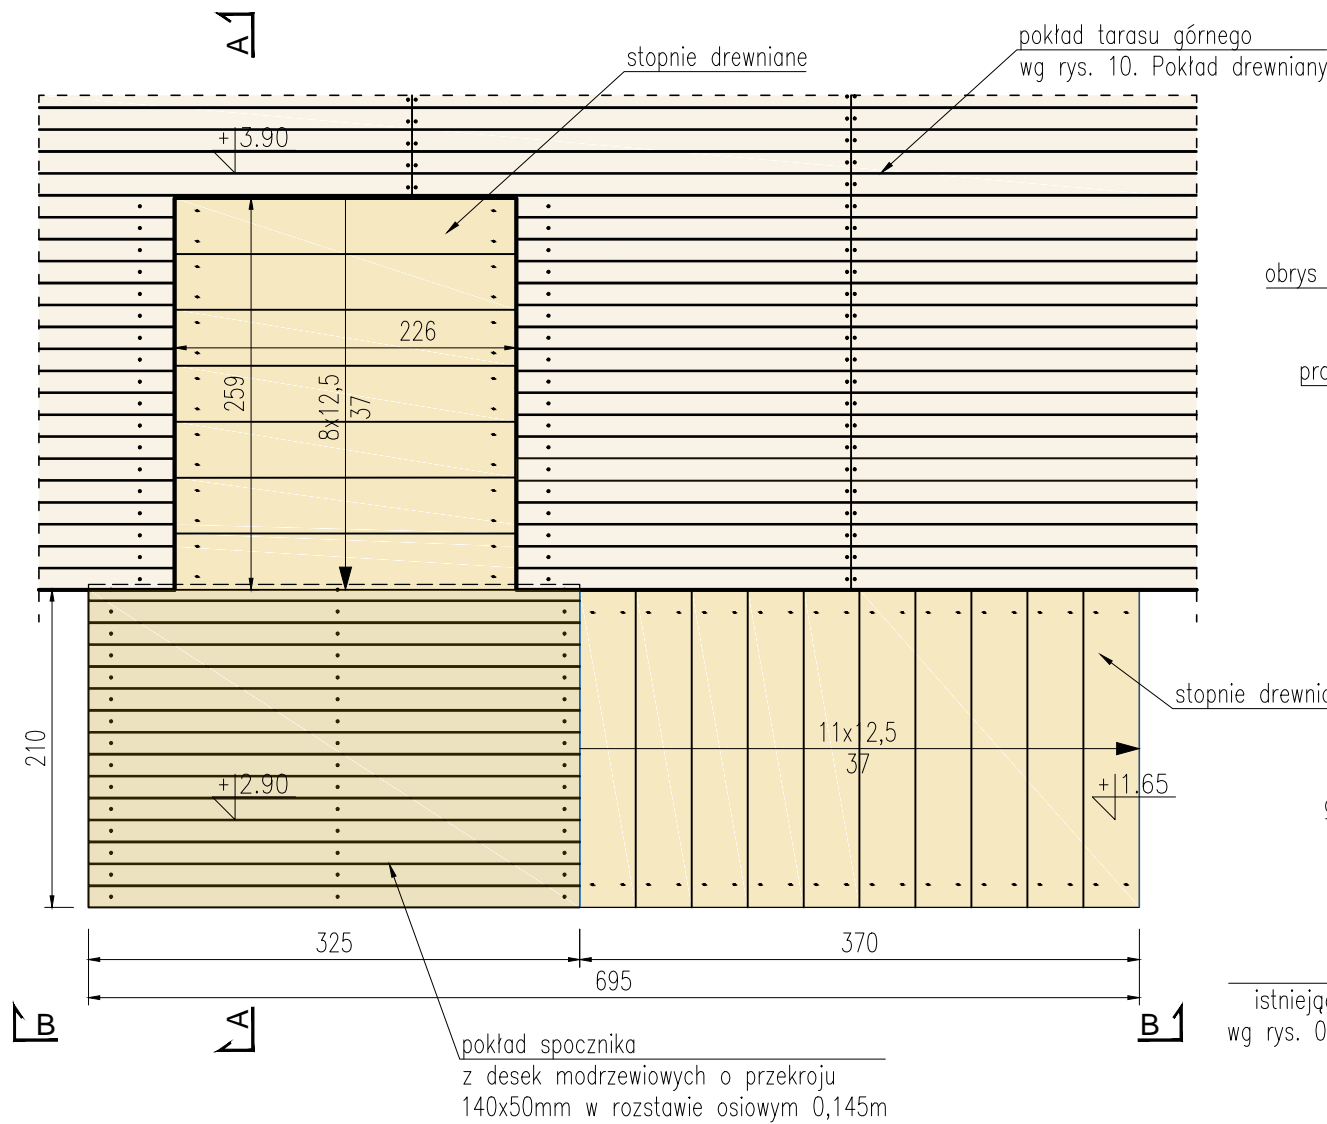 A
stopnie drewniane
pokład tarasu górnego
wg rys. 10. Pokład drewniany
+3.90
obrys
226
259
8x12,5
37
stopnie
11x12,5
37
210
+2.90
+1.65
325
370
695
B
A
B
pokład spocznika
z desek modrzewiowych o przekroju
140x50mm w rozstawie osiowym 0,145m
wg rys. 0